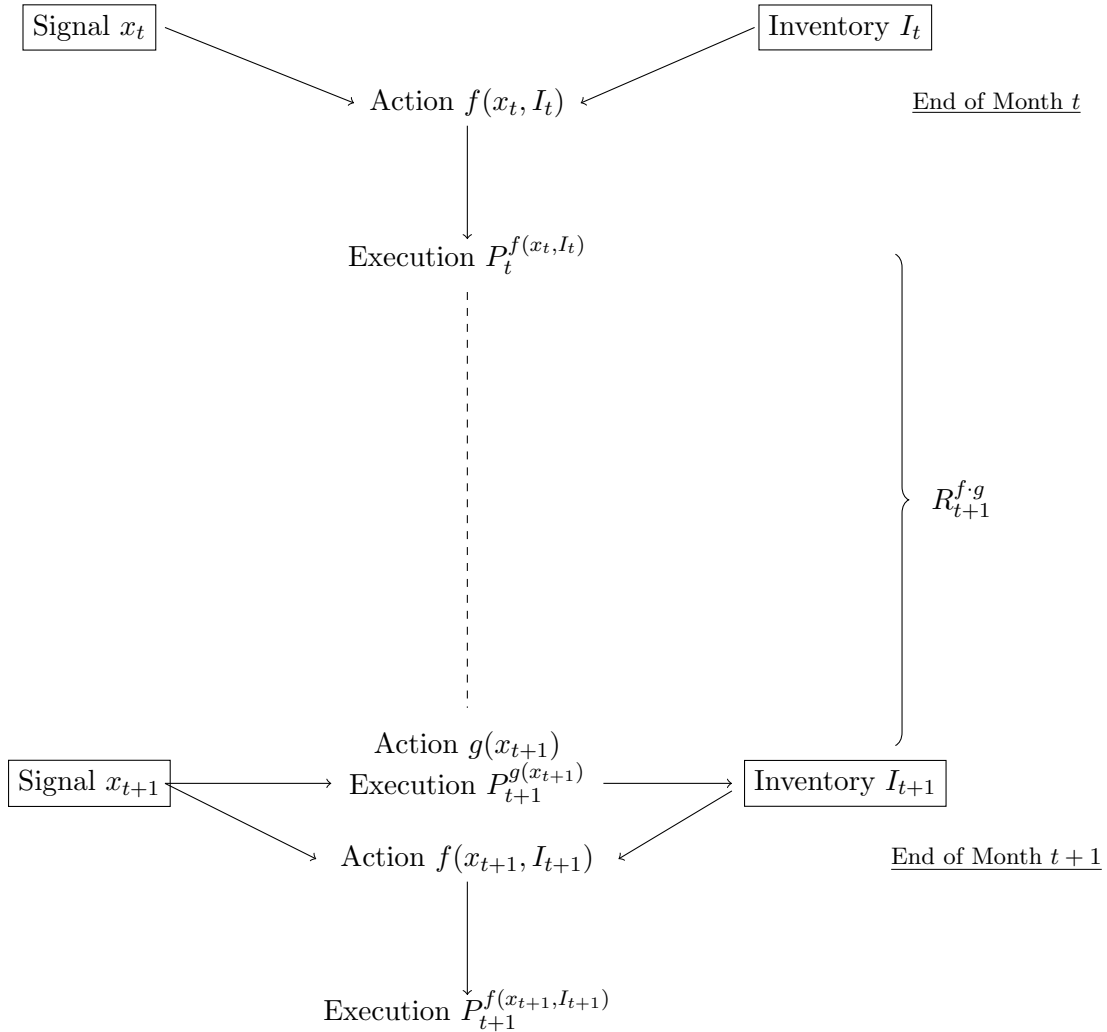 Signal $x_t$
Inventory $I_t$
Action $f(x_t, I_t)$
End of Month $t$
Execution $P_t^{f(x_t, I_t)}$
$R_{t+1}^{f \cdot g}$
Action $g(x_{t+1})$
Signal $x_{t+1}$
Execution $P_{t+1}^{g(x_{t+1})}$
Inventory $I_{t+1}$
Action $f(x_{t+1}, I_{t+1})$
End of Month $t+1$
Execution $P_{t+1}^{f(x_{t+1}, I_{t+1})}$